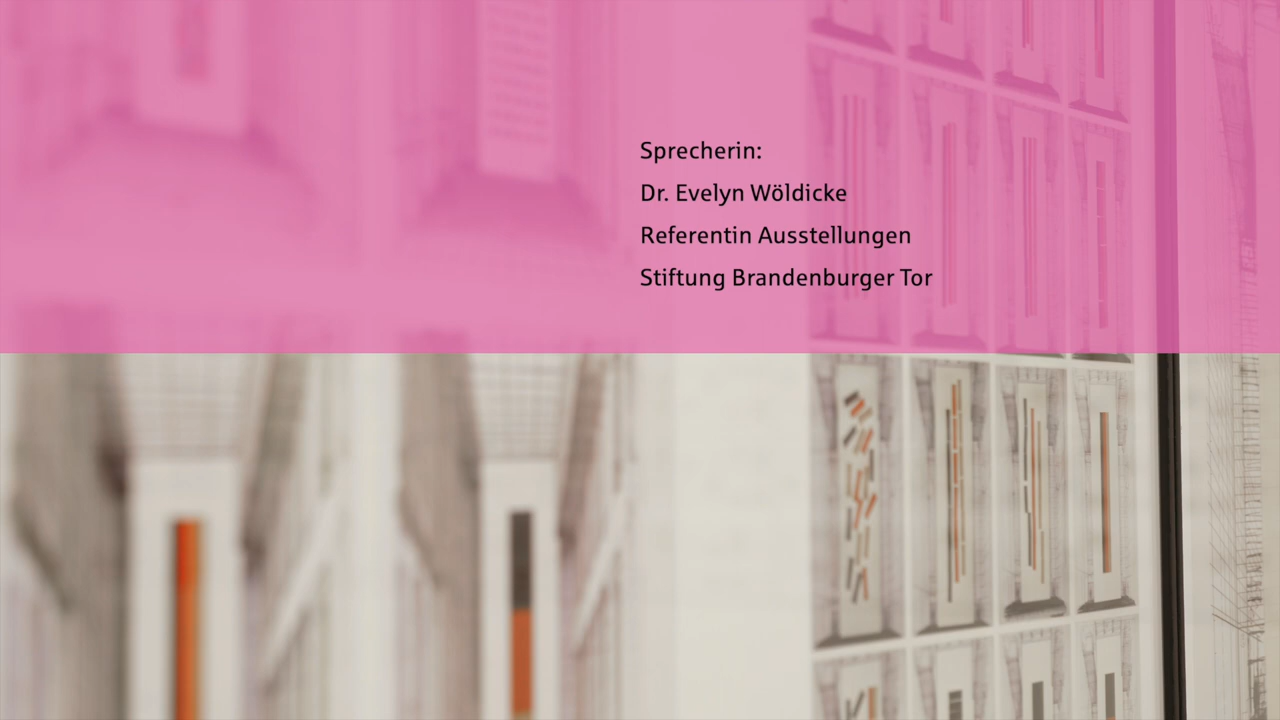 Sprecherin:
Dr. Evelyn Wöldicke
Referentin Ausstellungen
Stiftung Brandenburger Tor